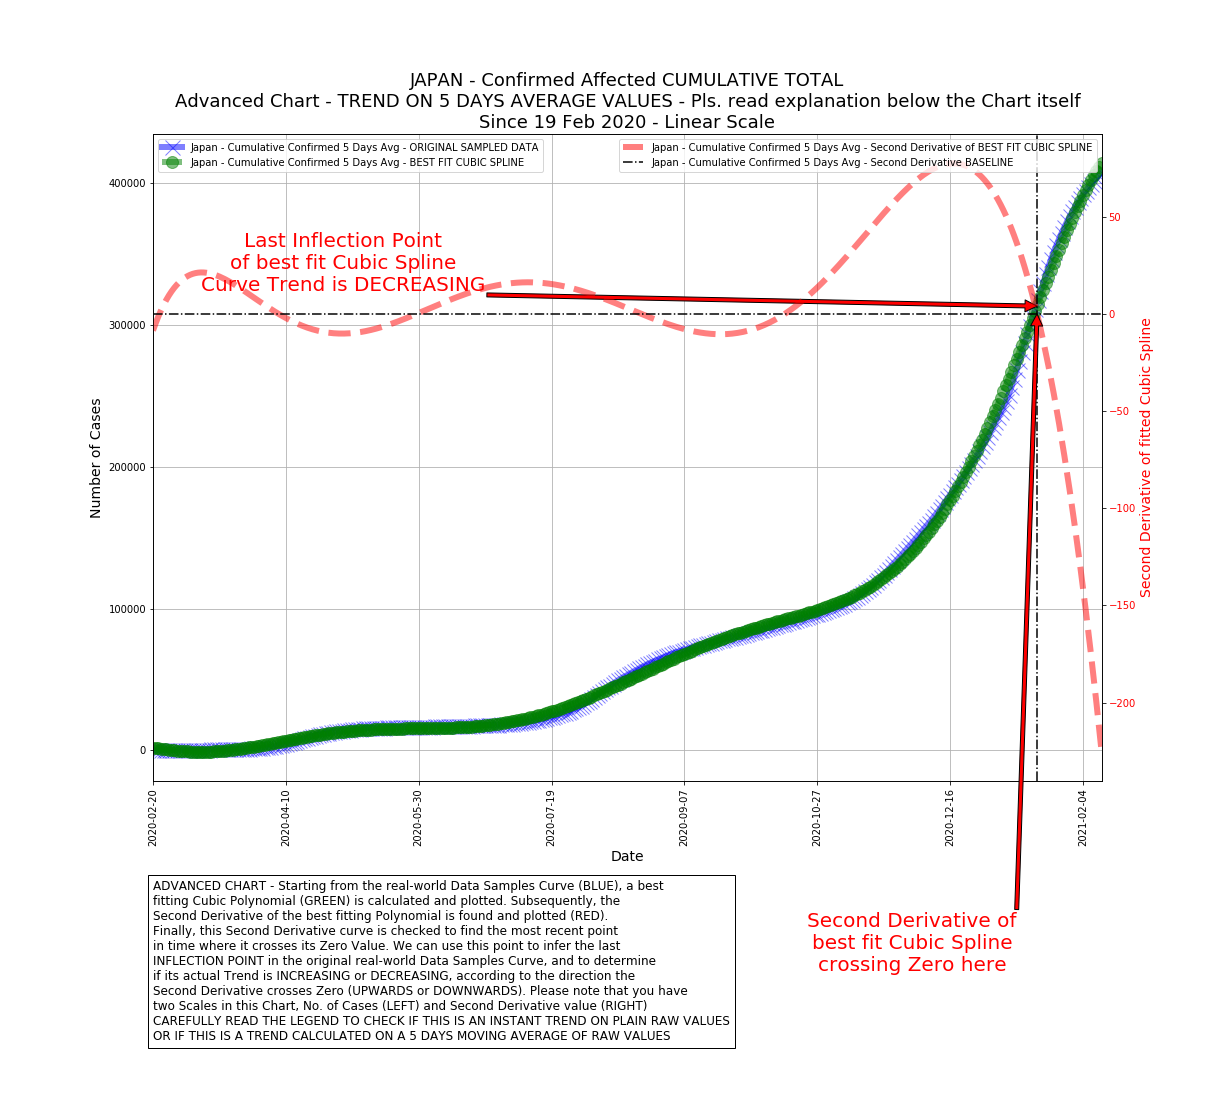 JAPAN - Confirmed Affected CUMULATIVE TOTAL
Advanced Chart - TREND ON 5 DAYS AVERAGE VALUES - Pls. read explanation below the Chart itself
Since 19 Feb 2020 - Linear Scale
Japan - Cumulative Confirmed 5 Days Avg - ORIGINAL SAMPLED DATA
Japan - Cumulative Confirmed 5 Days Avg - BEST FIT CUBIC SPLINE
Japan - Cumulative Confirmed 5 Days Avg - Second Derivative of BEST FIT CUBIC SPLINE
Japan - Cumulative Confirmed 5 Days Avg - Second Derivative BASELINE
Last Inflection Point
of best fit Cubic Spline
Curve Trend is DECREASING
Number of Cases
400000
300000
200000
100000
0
50
0
−50
−100
−150
−200
Second Derivative of fitted Cubic Spline
2020-02-20
2020-04-10
2020-05-30
2020-07-19
2020-09-07
2020-10-27
2020-12-16
2021-02-04
Date
Second Derivative of
best fit Cubic Spline
crossing Zero here
ADVANCED CHART - Starting from the real-world Data Samples Curve (BLUE), a best
fitting Cubic Polynomial (GREEN) is calculated and plotted. Subsequently, the
Second Derivative of the best fitting Polynomial is found and plotted (RED).
Finally, this Second Derivative curve is checked to find the most recent point
in time where it crosses its Zero Value. We can use this point to infer the last
INFLECTION POINT in the original real-world Data Samples Curve, and to determine
if its actual Trend is INCREASING or DECREASING, according to the direction the
Second Derivative crosses Zero (UPWARDS or DOWNWARDS). Please note that you have
two Scales in this Chart, No. of Cases (LEFT) and Second Derivative value (RIGHT)
CAREFULLY READ THE LEGEND TO CHECK IF THIS IS AN INSTANT TREND ON PLAIN RAW VALUES
OR IF THIS IS A TREND CALCULATED ON A 5 DAYS MOVING AVERAGE OF RAW VALUES